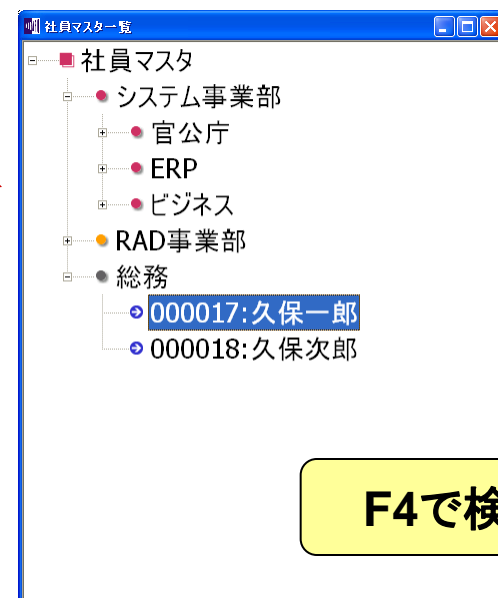 社員マスター覧
社員マスタ
システム事業部
官公庁
ERP
ビジネス
RAD事業部
総務
000017:久保一郎
000018:久保次郎
F4で検